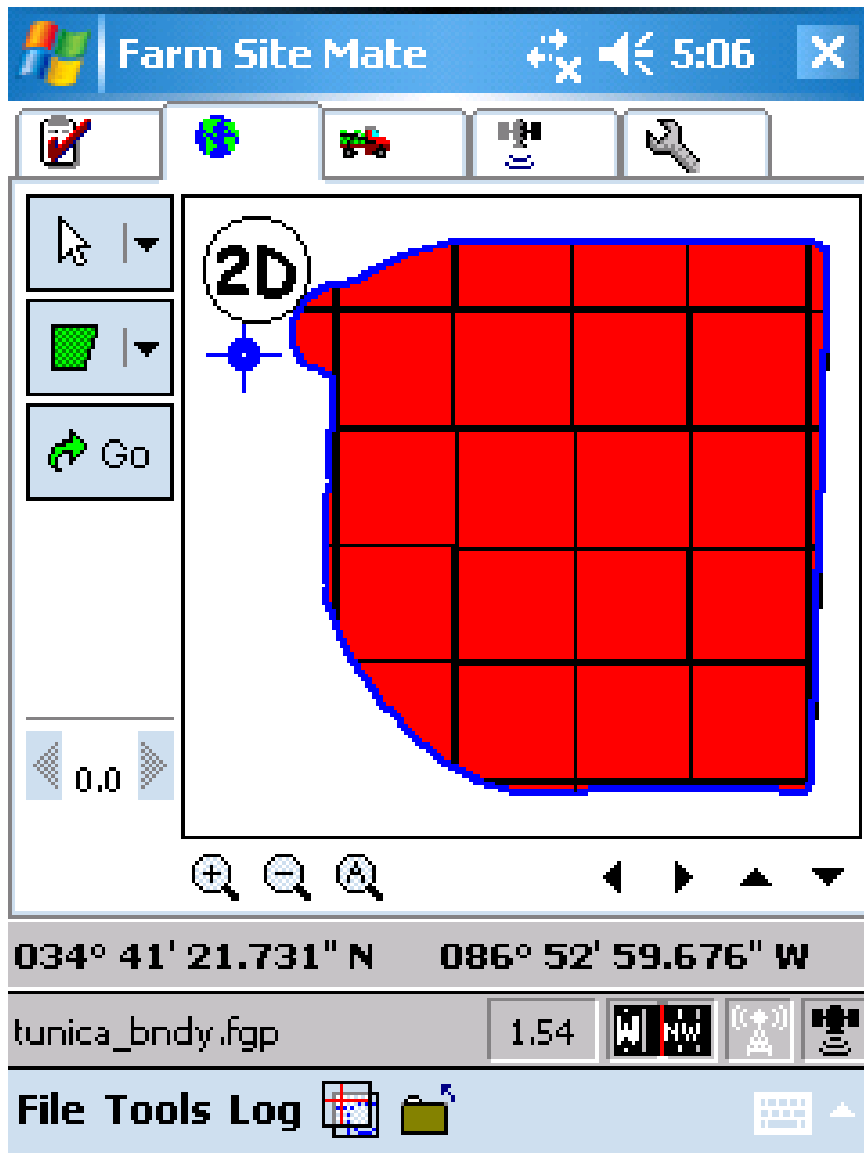 Farm Site Mate 5:06
2D
Go
0.0
A
034° 41' 21.731" N 086° 52' 59.676" W
tunica_bndy.fgp 1.54 W NW
File Tools Log